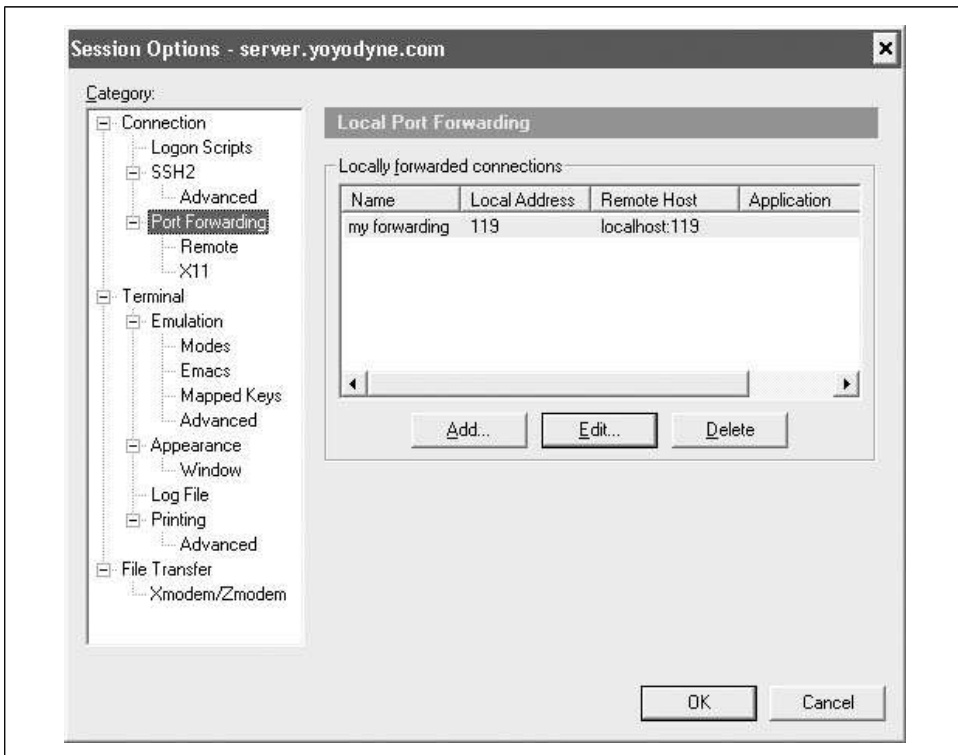 Session Options - server.yoyodyne.com
Category:
Connection
Logon Scripts
SSH2
Advanced
Port Forwarding
Remote
X11
Terminal
Emulation
Modes
Emacs
Mapped Keys
Advanced
Appearance
Window
Log File
Printing
Advanced
File Transfer
Xmodem/Zmodem
Local Port Forwarding
Locally forwarded connections
Name Local Address Remote Host Application
my forwarding 119 localhost:119
Add... Edit... Delete
OK Cancel